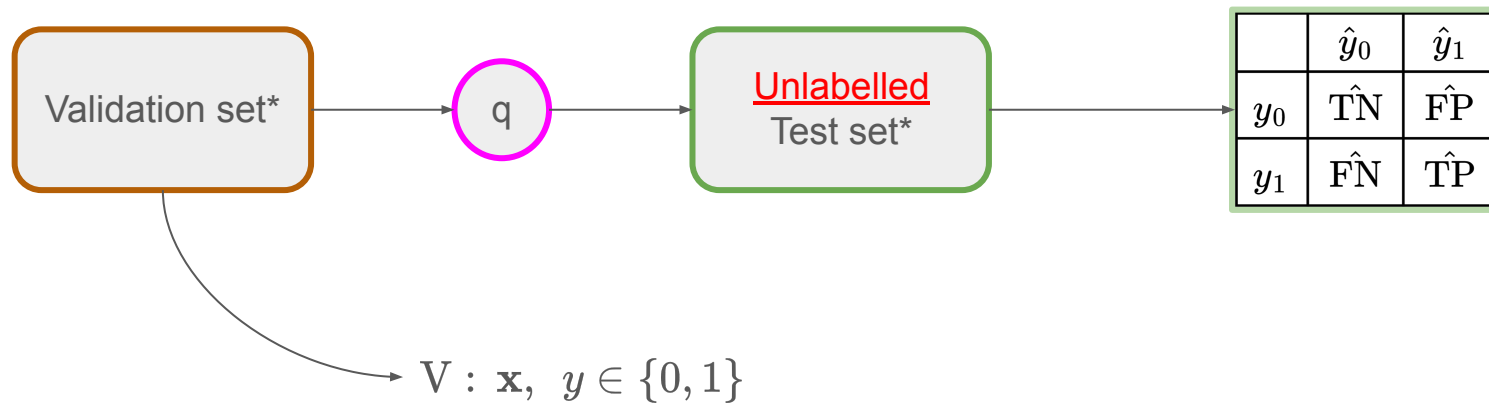 Validation set*
q
Unlabelled
Test set*
ŷ₀ ŷ₁
y₀ TN̂ FP̂
y₁ FN̂ TP̂
V : x, y ∈ {0, 1}